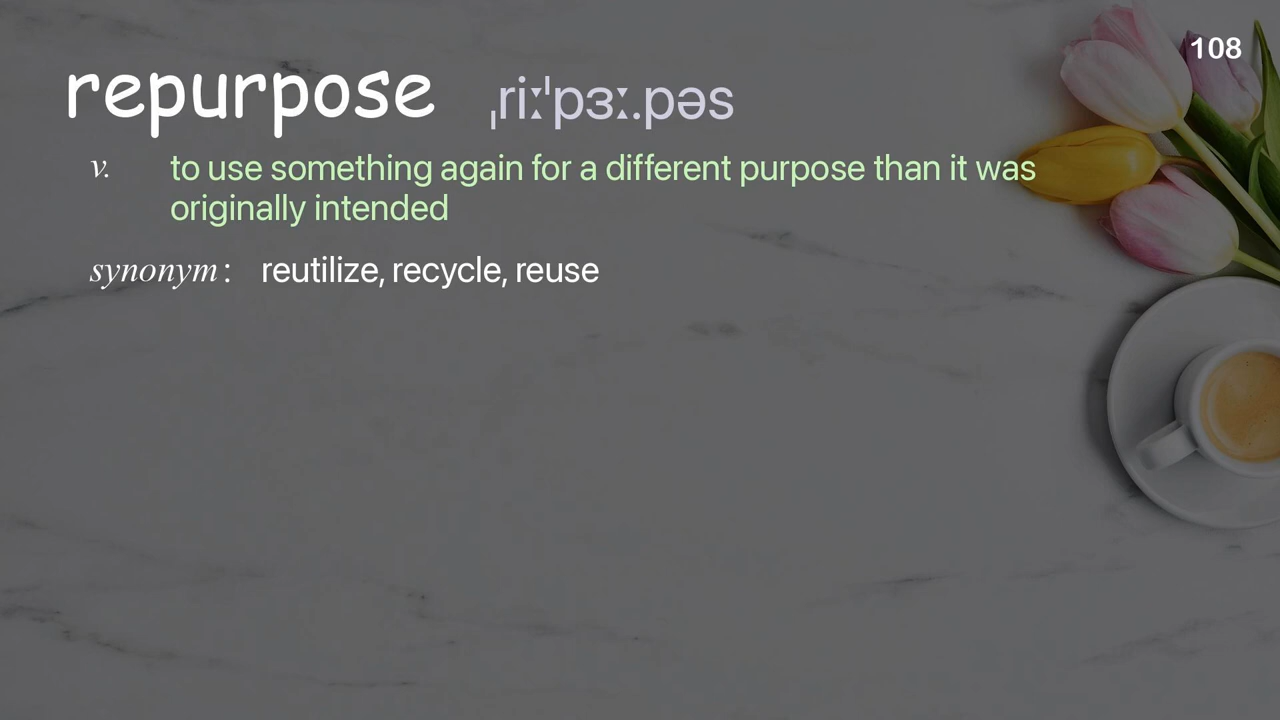 108
repurpose ˌriːˈpɜː.pəs
v. to use something again for a different purpose than it was
originally intended
synonym: reutilize, recycle, reuse